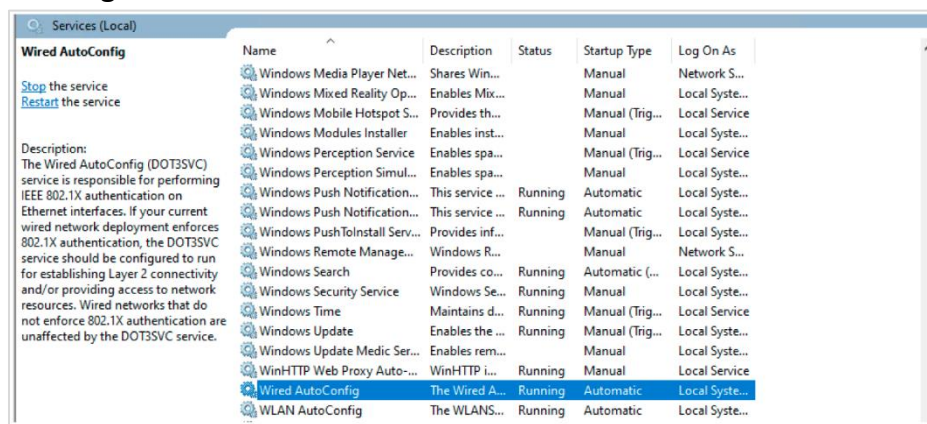 Services (Local)
Wired AutoConfig
Stop the service
Restart the service
Description:
The Wired AutoConfig (DOT3SVC)
service is responsible for performing
IEEE 802.1X authentication on
Ethernet interfaces. If your current
wired network deployment enforces
802.1X authentication, the DOT3SVC
service should be configured to run
for establishing Layer 2 connectivity
and/or providing access to network
resources. Wired networks that do
not enforce 802.1X authentication are
unaffected by the DOT3SVC service.
Name Description Status Startup Type Log On As
Windows Media Player Net... Shares Win... Manual Network S...
Windows Mixed Reality Op... Enables Mix... Manual Local Syste...
Windows Mobile Hotspot S... Provides th... Manual (Trig... Local Service
Windows Modules Installer Enables inst... Manual Local Syste...
Windows Perception Service Enables spa... Manual (Trig... Local Service
Windows Perception Simul... Enables spa... Manual Local Syste...
Windows Push Notification... This service ... Running Automatic Local Syste...
Windows Push Notification... This service ... Running Automatic Local Syste...
Windows PushToInstall Serv... Provides inf... Manual (Trig... Local Syste...
Windows Remote Manage... Windows R... Manual Network S...
Windows Search Provides co... Running Automatic (... Local Syste...
Windows Security Service Windows Se... Running Manual Local Syste...
Windows Time Maintains d... Running Manual (Trig... Local Service
Windows Update Enables the ... Running Manual (Trig... Local Syste...
Windows Update Medic Ser... Enables rem... Manual Local Syste...
WinHTTP Web Proxy Auto-... WinHTTP i... Running Manual Local Service
Wired AutoConfig The Wired A... Running Automatic Local Syste...
WLAN AutoConfig The WLANS... Running Automatic Local Syste...